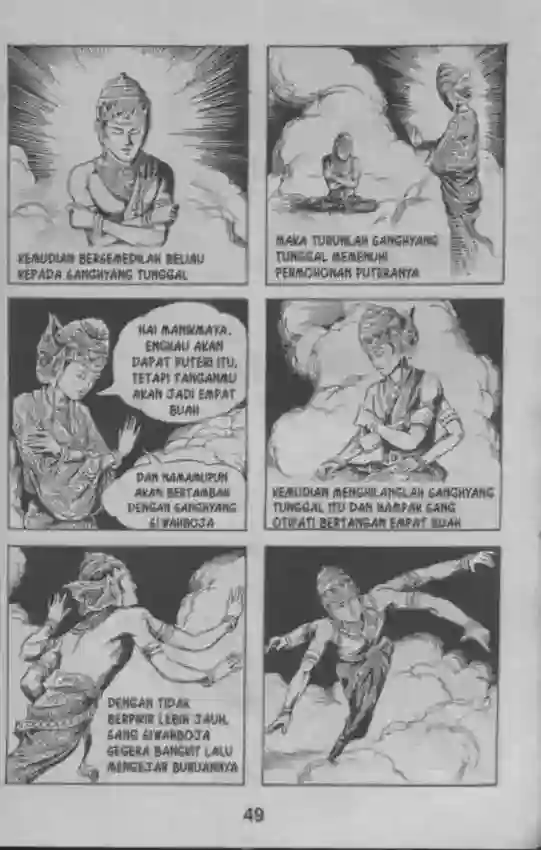 KEMUDIAN BERSEMEDILAH BELIAU
KEPADA SANGHYANG TUNGGAL
MAKA TURUNLAH SANGHYANG
TUNGGAL MEMENUHI
PERMOHONAN PUTERANYA
HAI MANIKMAYA,
ENGKAU AKAN
DAPAT PUTERI ITU,
TETAPI TANGANMU
AKAN JADI EMPAT
BUAH
DAN NAMAMUPUN
AKAN BERTAMBAH
DENGAN SANGHYANG
SIWAHBOJA
KEMUDIAN MENGHILANGLAH SANGHYANG
TUNGGAL ITU DAN NAMPAK SANG
OTIPATI BERTANGAN EMPAT BUAH
DENGAN TIDAK
BERPIKIR LEBIH JAUH,
SANG SIWAHBOJA
SEGERA BANGKIT LALU
MENGEJAR BURUANNYA
49